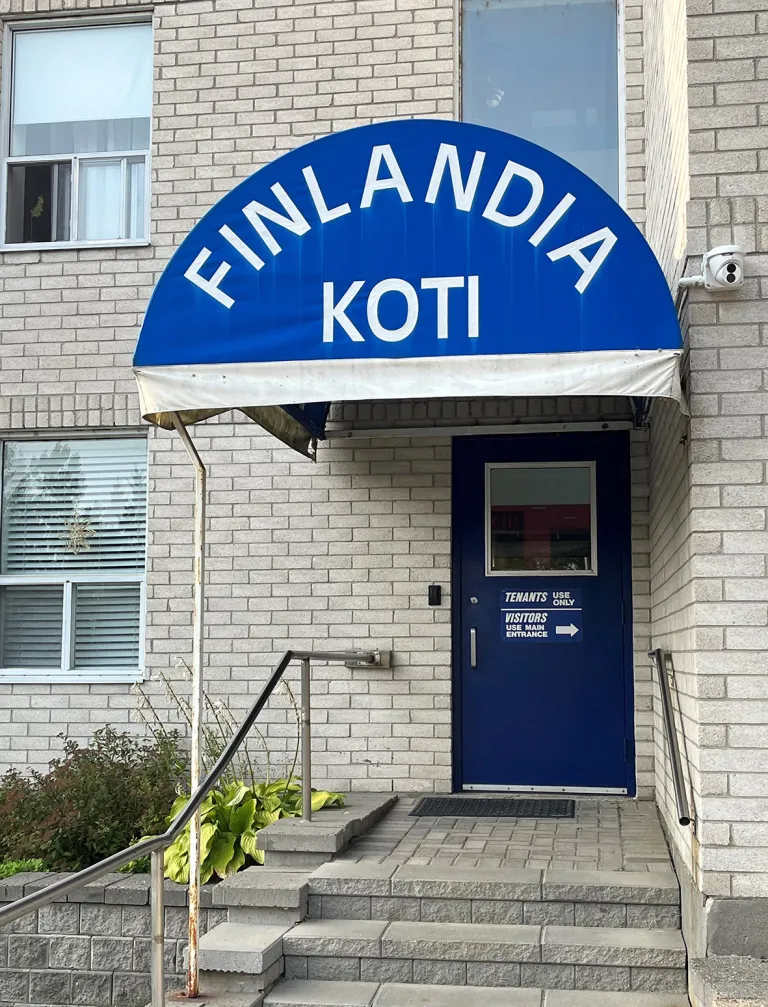 FINLANDIA
KOTI
TENANTS USE ONLY
VISITORS
USE MAIN
ENTRANCE